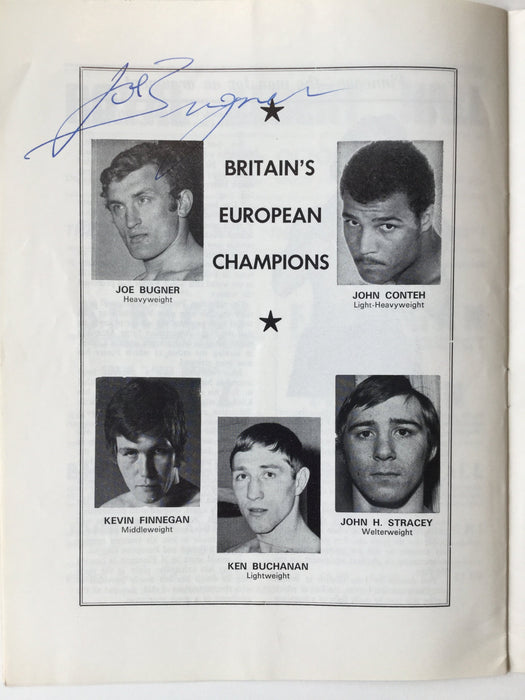 Joe Bugner
BRITAIN'S
EUROPEAN
CHAMPIONS
JOE BUGNER
Heavyweight
JOHN CONTEH
Light-Heavyweight
KEVIN FINNEGAN
Middleweight
KEN BUCHANAN
Lightweight
JOHN H. STRACEY
Welterweight